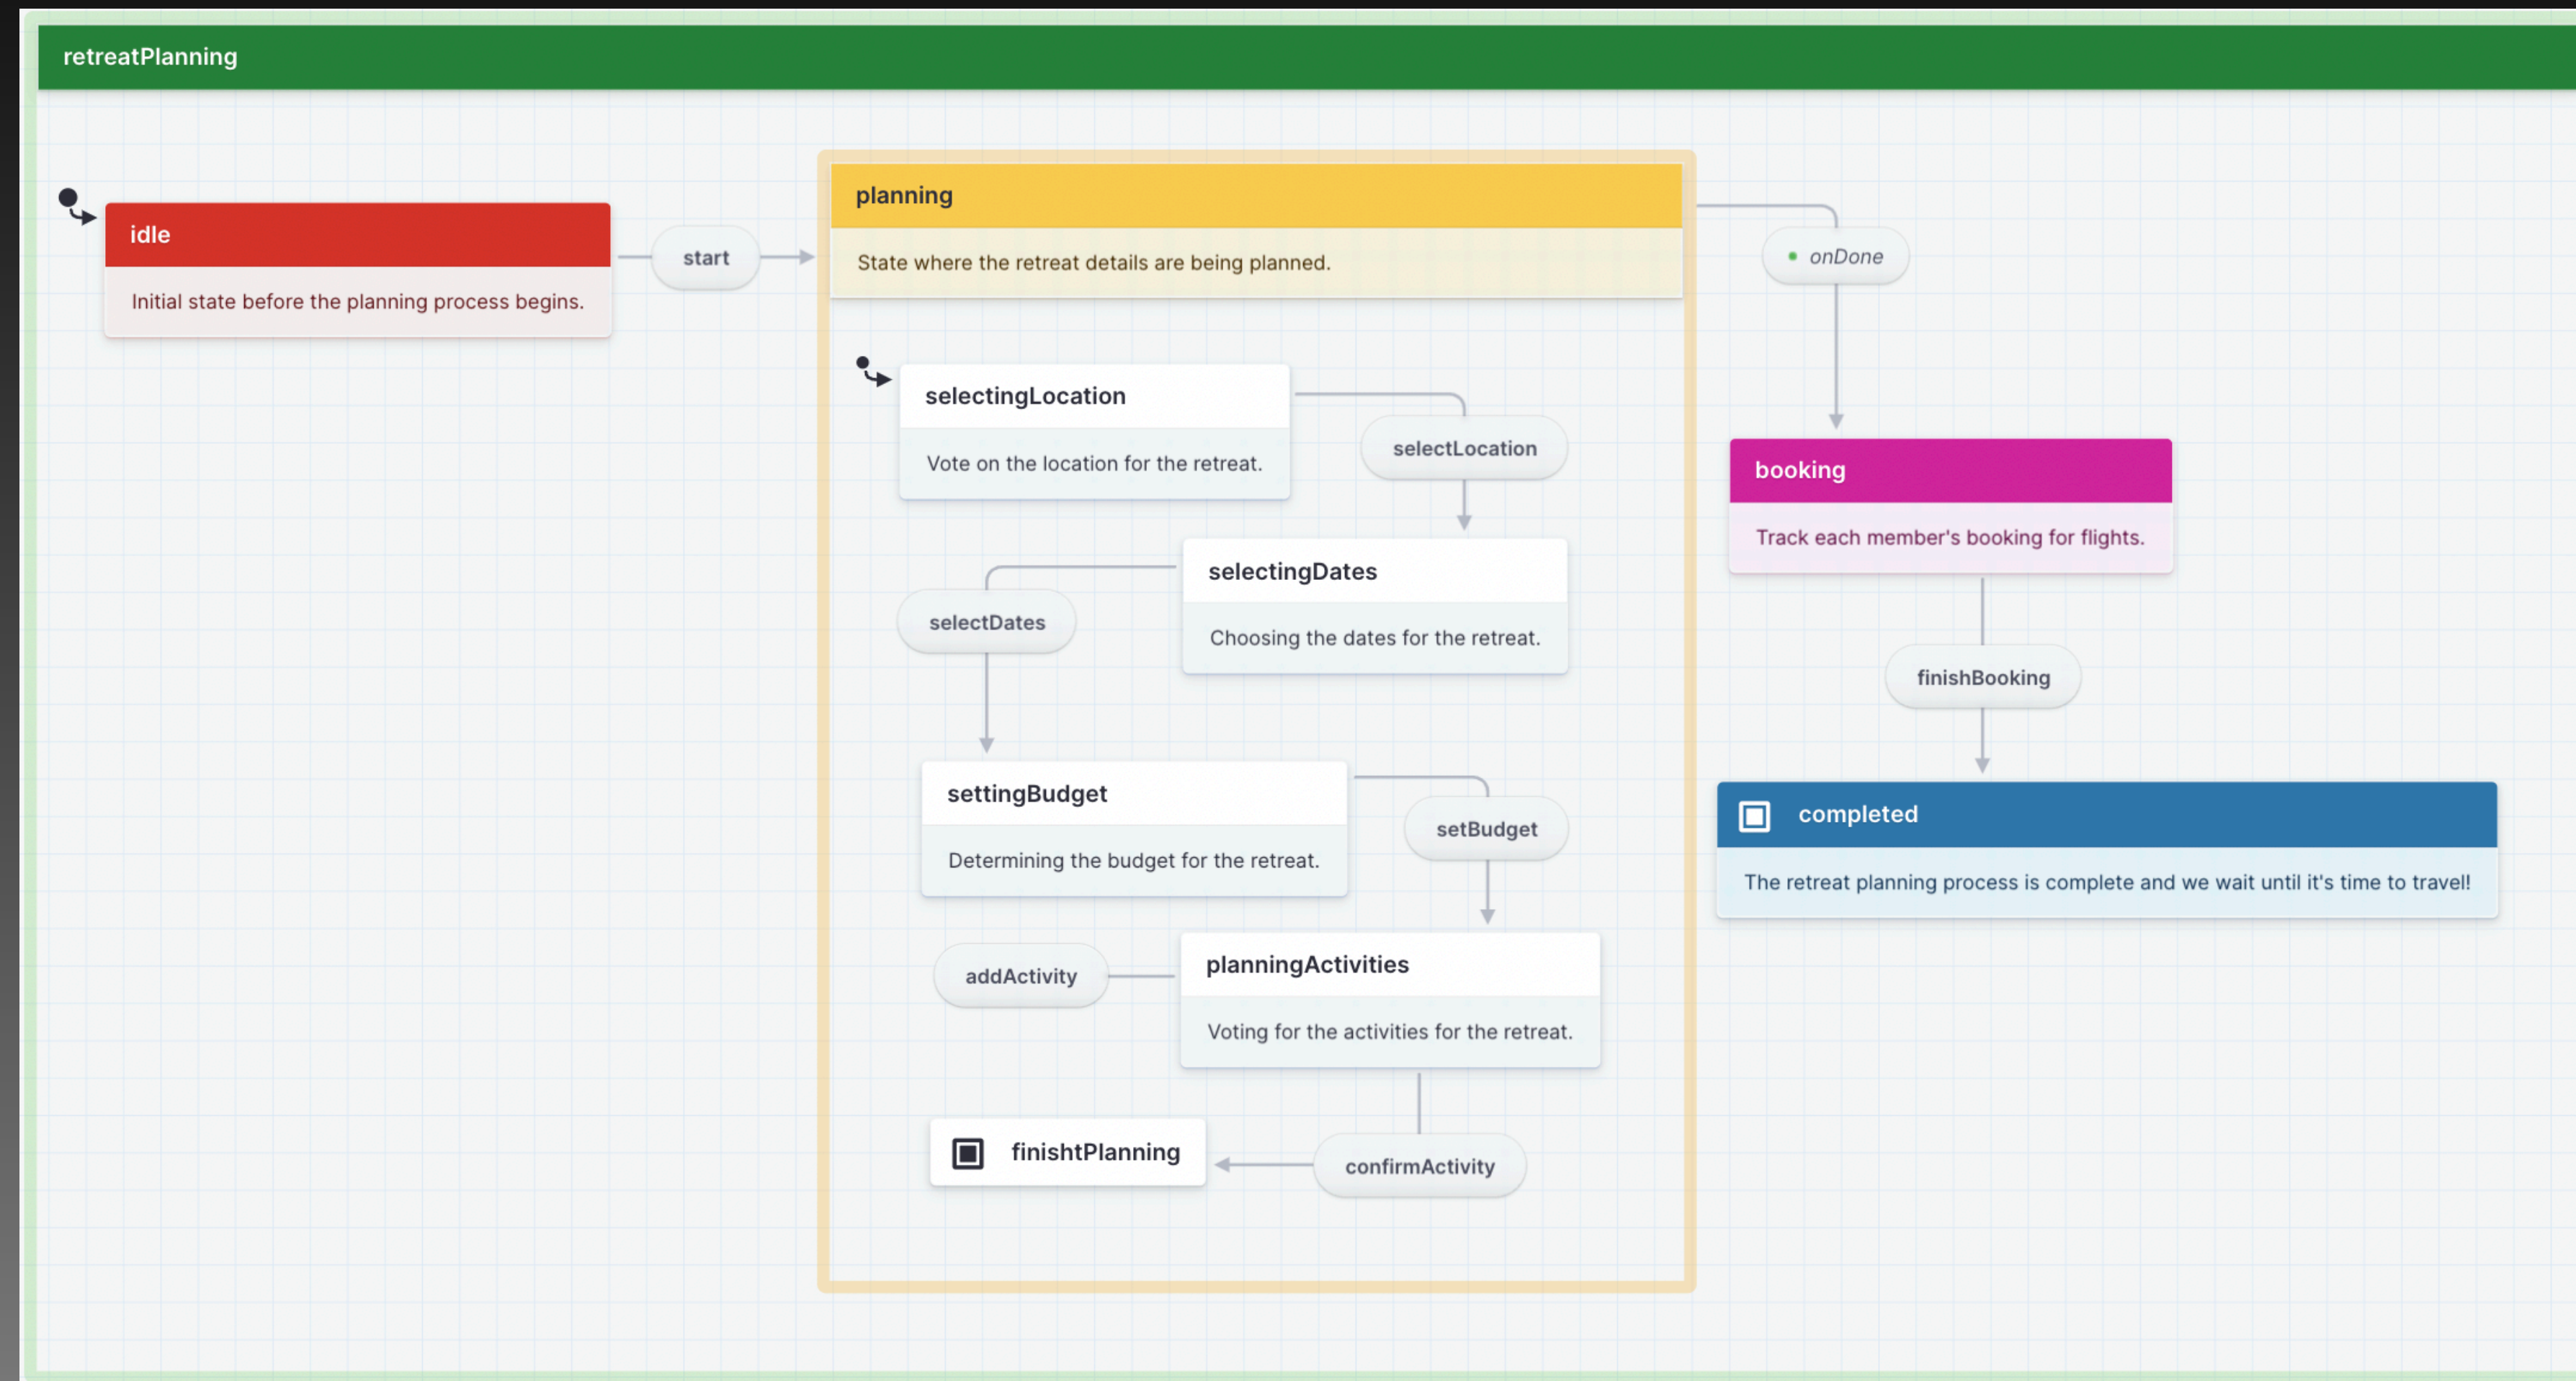 retreatPlanning
idle
Initial state before the planning process begins.
start
planning
State where the retreat details are being planned.
onDone
selectingLocation
Vote on the location for the retreat.
selectLocation
selectingDates
Choosing the dates for the retreat.
selectDates
settingBudget
Determining the budget for the retreat.
setBudget
planningActivities
Voting for the activities for the retreat.
addActivity
confirmActivity
finishtPlanning
booking
Track each member's booking for flights.
finishBooking
completed
The retreat planning process is complete and we wait until it's time to travel!